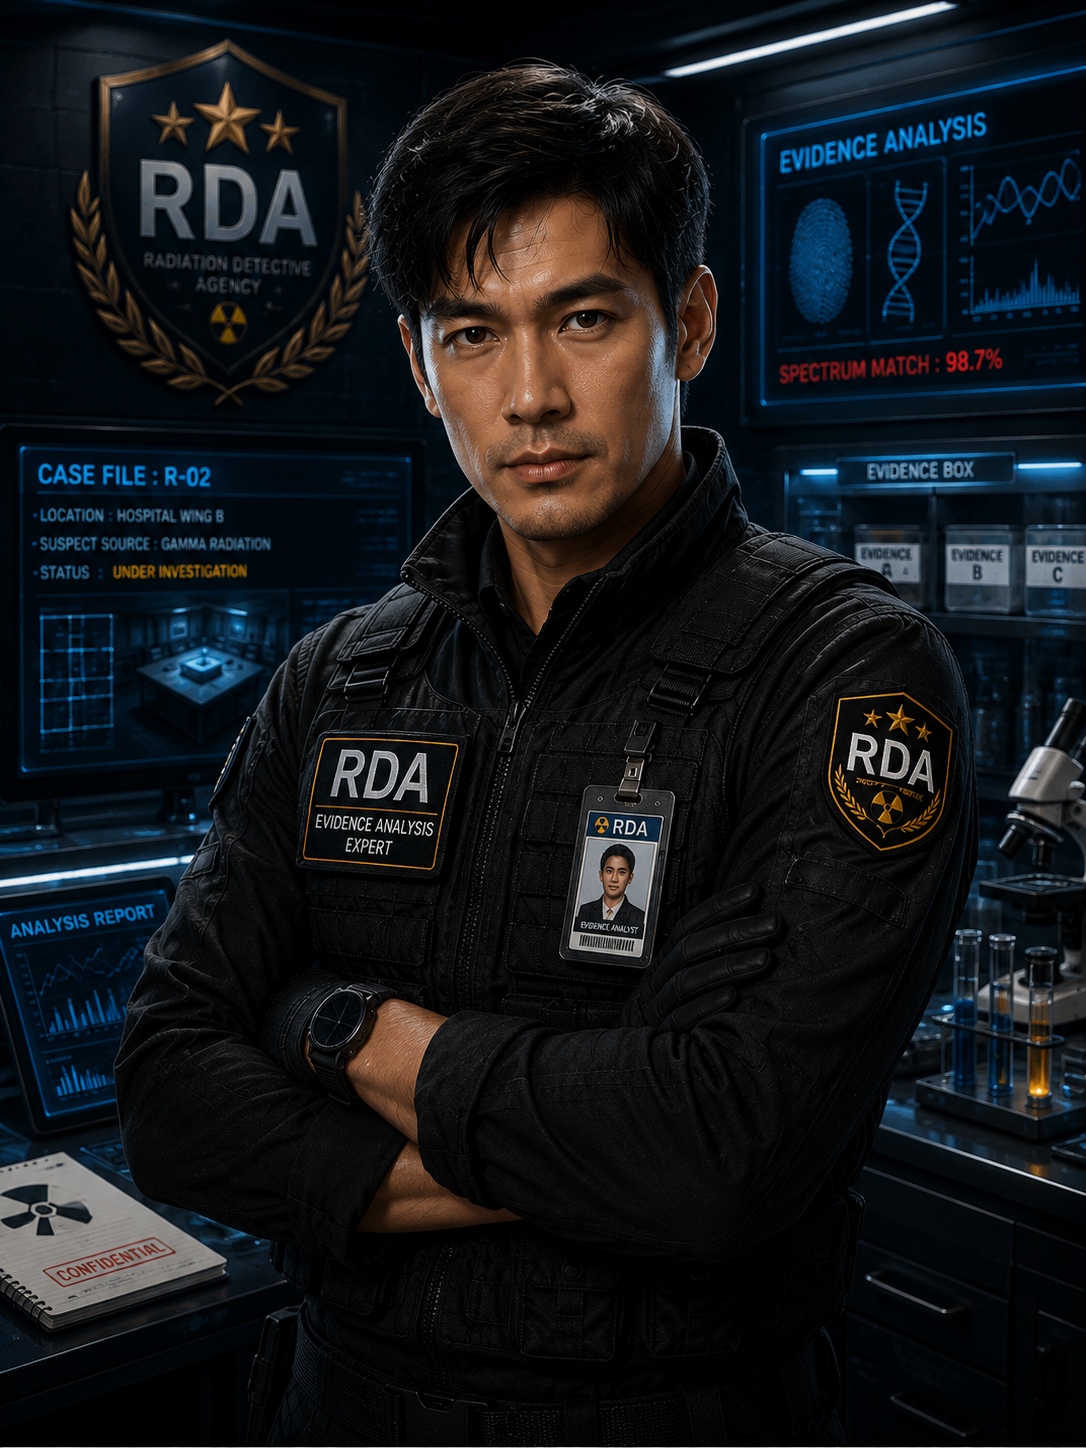 RDA
RADIATION DETECTIVE
AGENCY
EVIDENCE ANALYSIS
SPECTRUM MATCH : 98.7%
CASE FILE : R-02
LOCATION : HOSPITAL WING B
SUSPECT SOURCE : GAMMA RADIATION
STATUS : UNDER INVESTIGATION
EVIDENCE BOX
EVIDENCE
A
EVIDENCE
B
EVIDENCE
C
RDA
EVIDENCE ANALYSIS
EXPERT
RDA
EVIDENCE ANALYST
RDA
ANALYSIS REPORT
CONFIDENTIAL